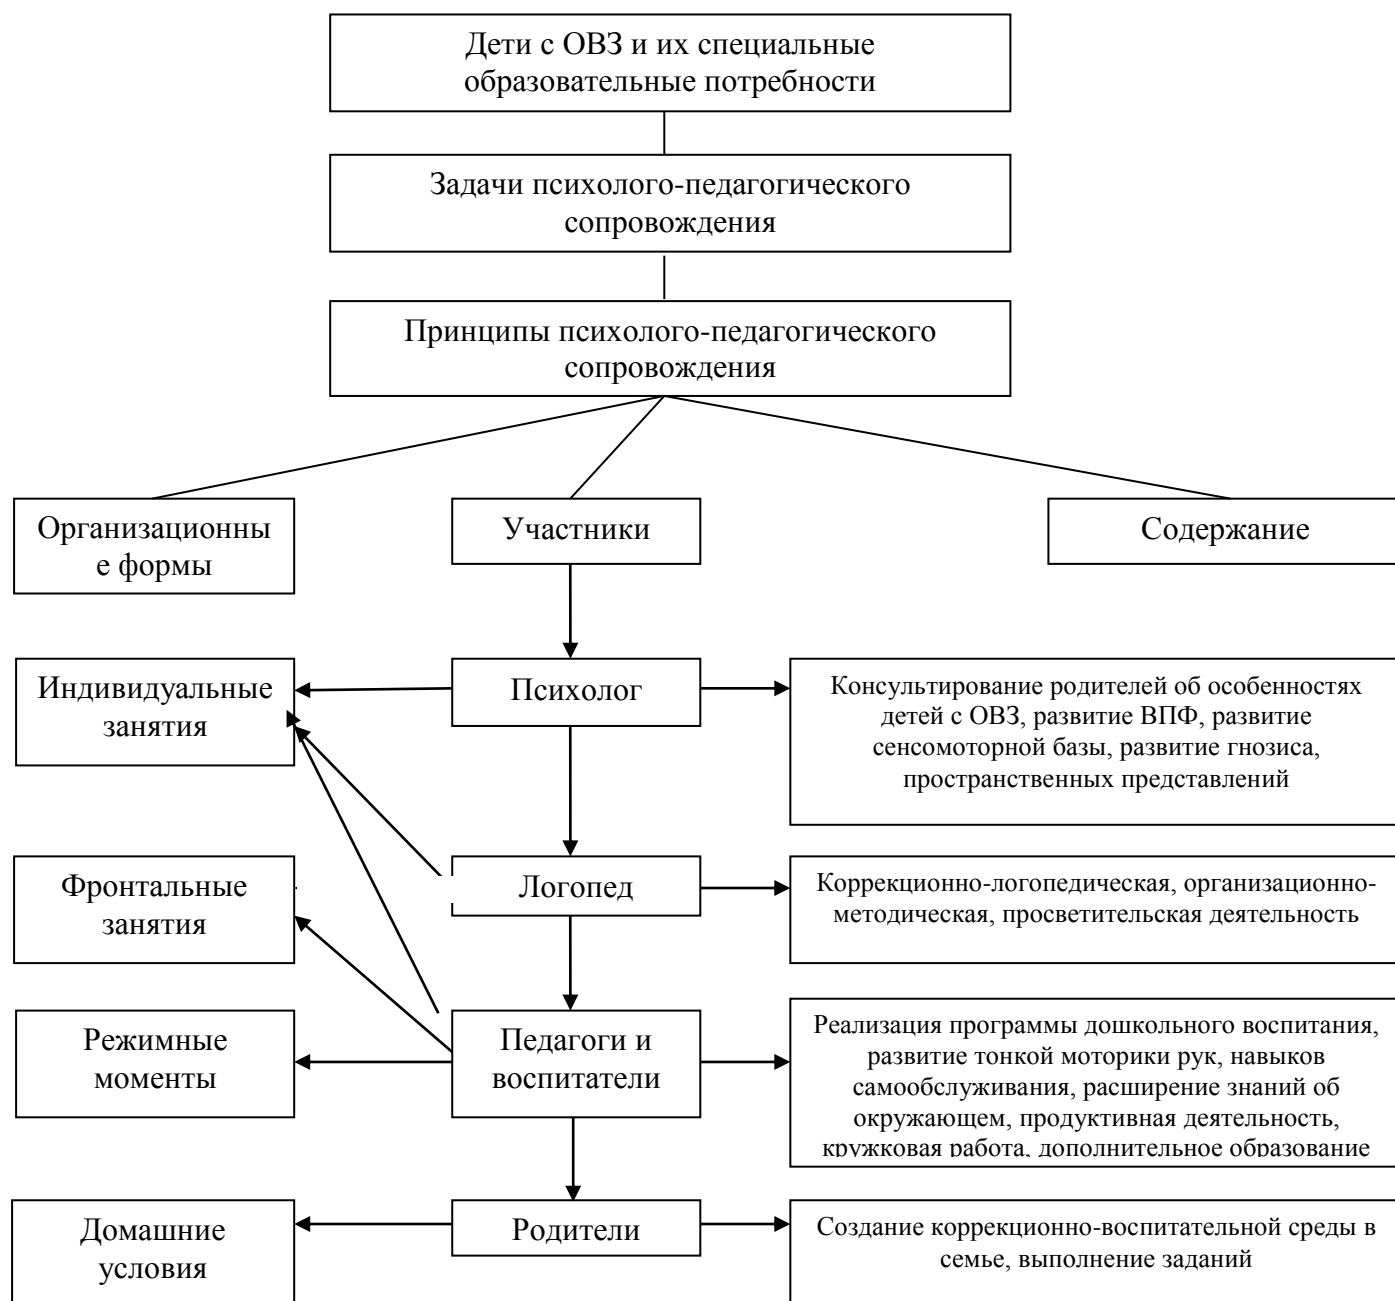 Дети с ОВЗ и их специальные
образовательные потребности
Задачи психолого-педагогического
сопровождения
Принципы психолого-педагогического
сопровождения
Организационны
е формы
Участники
Содержание
Индивидуальные
занятия
Психолог
Консультирование родителей об особенностях
детей с ОВЗ, развитие ВПФ, развитие
сенсомоторной базы, развитие гнозиса,
пространственных представлений
Фронтальные
занятия
Логопед
Коррекционно-логопедическая, организационно-
методическая, просветительская деятельность
Режимные
моменты
Педагоги и
воспитатели
Реализация программы дошкольного воспитания,
развитие тонкой моторики рук, навыков
самообслуживания, расширение знаний об
окружающем, продуктивная деятельность,
кружковая работа, дополнительное образование
Домашние
условия
Родители
Создание коррекционно-воспитательной среды в
семье, выполнение заданий